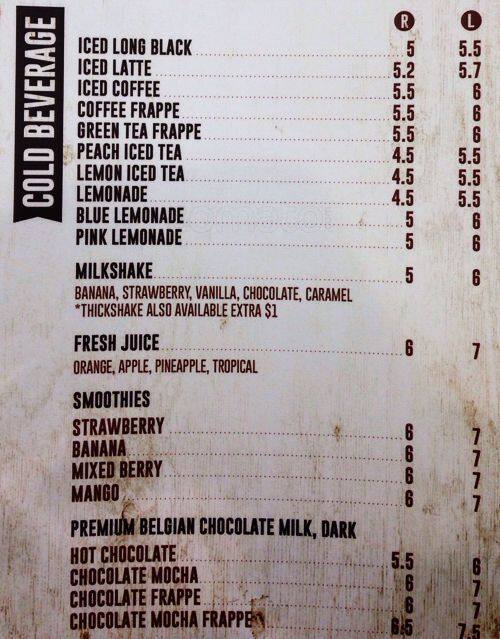 R L
COLD BEVERAGE
ICED LONG BLACK 5 5.5
ICED LATTE 5.2 5.7
ICED COFFEE 5.5 6
COFFEE FRAPPE 5.5 6
GREEN TEA FRAPPE 5.5 6
PEACH ICED TEA 4.5 5.5
LEMON ICED TEA 4.5 5.5
LEMONADE 4.5 5.5
BLUE LEMONADE 5 6
PINK LEMONADE 5 6
MILKSHAKE 5 6
BANANA, STRAWBERRY, VANILLA, CHOCOLATE, CARAMEL
*THICKSHAKE ALSO AVAILABLE EXTRA $1
FRESH JUICE 6 7
ORANGE, APPLE, PINEAPPLE, TROPICAL
SMOOTHIES
STRAWBERRY 6 7
BANANA 6 7
MIXED BERRY 6 7
MANGO 6 7
PREMIUM BELGIAN CHOCOLATE MILK, DARK
HOT CHOCOLATE 5.5 6
CHOCOLATE MOCHA 6 7
CHOCOLATE FRAPPE 6 7
CHOCOLATE MOCHA FRAPPE 6.5 7.5